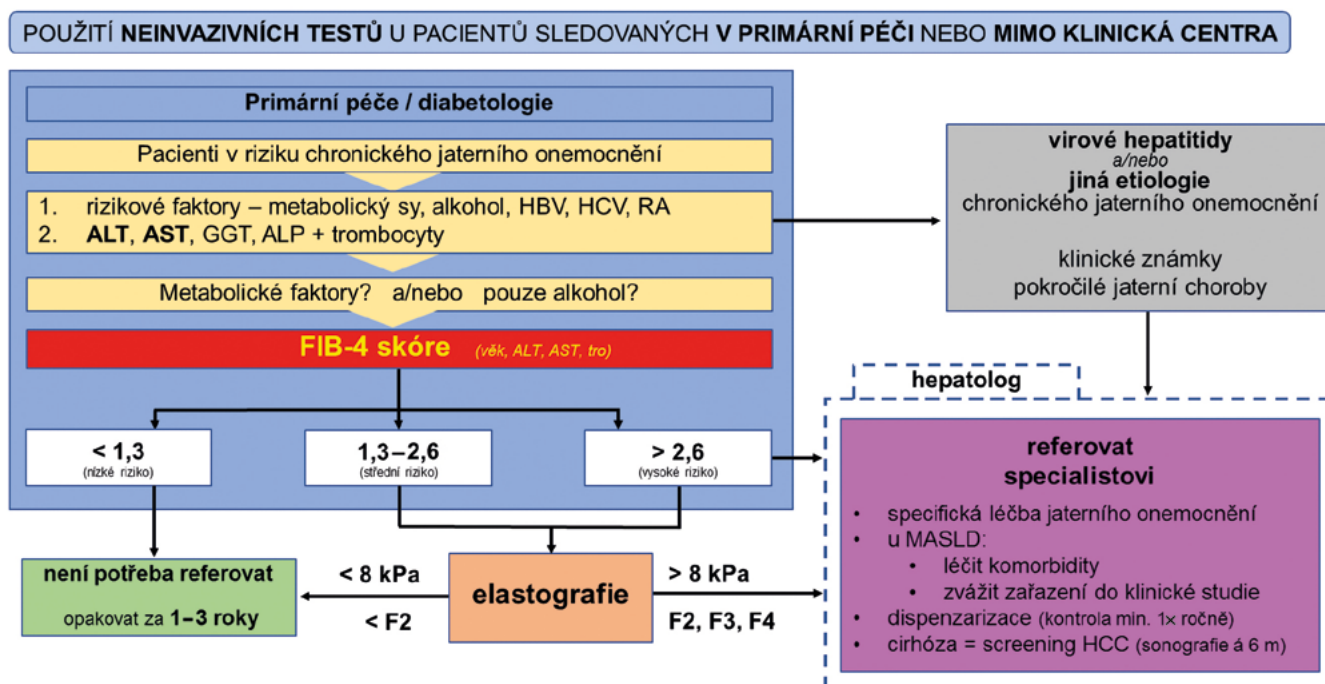 POUŽITÍ NEINVAZIVNÍCH TESTŮ U PACIENTŮ SLEDOVANÝCH V PRIMÁRNÍ PÉČI NEBO MIMO KLINICKÁ CENTRA
Primární péče / diabetologie
Pacienti v riziku chronického jaterního onemocnění
1. rizikové faktory – metabolický sy, alkohol, HBV, HCV, RA
2. ALT, AST, GGT, ALP + trombocyty
Metabolické faktory? a/nebo pouze alkohol?
FIB-4 skóre (věk, ALT, AST, tro)
< 1,3
(nízké riziko)
1,3–2,6
(střední riziko)
> 2,6
(vysoké riziko)
virové hepatitidy
a/nebo
jiná etiologie
chronického jaterního onemocnění
klinické známky
pokročilé jaterní choroby
hepatolog
referovat
specialistovi
• specifická léčba jaterního onemocnění
• u MASLD:
• léčit komorbidity
• zvážit zařazení do klinické studie
• dispenzarizace (kontrola min. 1× ročně)
• cirhóza = screening HCC (sonografie á 6 m)
není potřeba referovat
opakovat za 1–3 roky
< 8 kPa
< F2
elastografie
> 8 kPa
F2, F3, F4